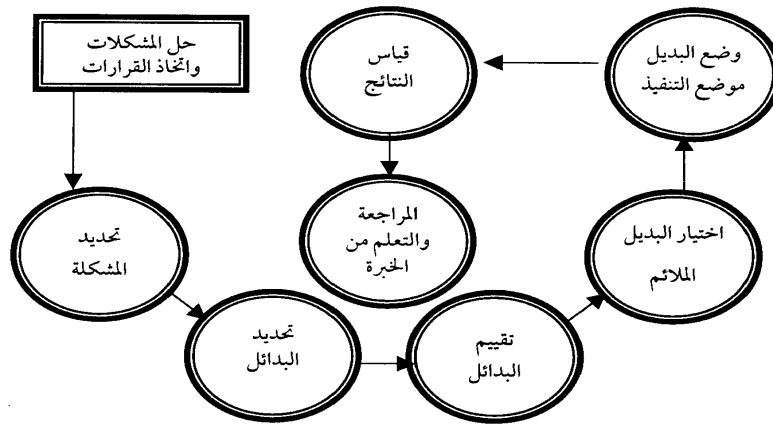 حل المشكلات
واتخاذ القرارات
تحديد
المشكلة
تحديد
البدائل
تقييم
البدائل
اختيار البديل
الملائم
وضع البديل
موضع التنفيذ
قياس
النتائج
المراجعة
والتعلم من
الخبرة